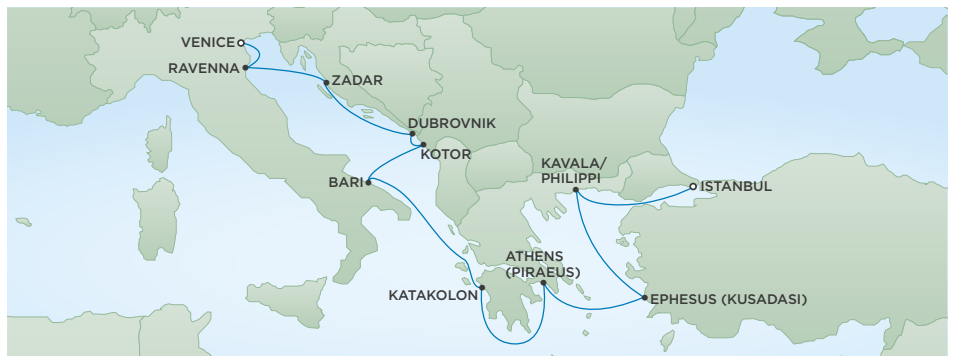 VENICE
RAVENNA
ZADAR
DUBROVNIK
KOTOR
BARI
KAVALA/
PHILIPPI
ISTANBUL
ATHENS
(PIRAEUS)
KATAKOLON
EPHESUS (KUSADASI)